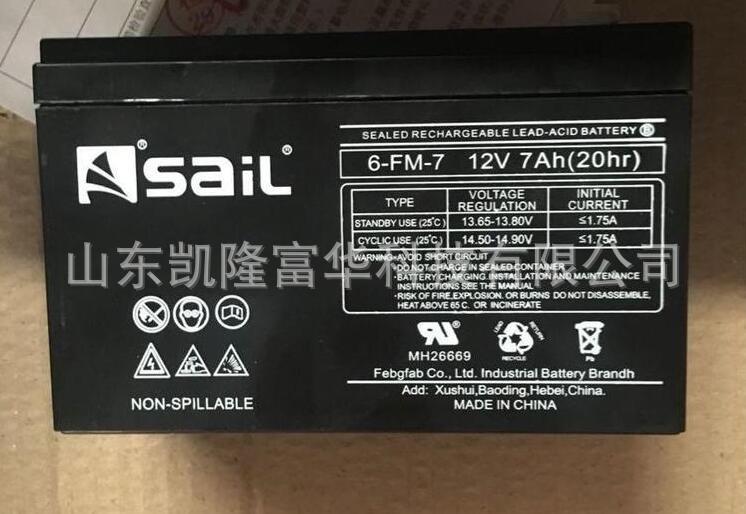 sail
SEALED RECHARGEABLE LEAD-ACID BATTERY
6-FM-7 12V 7Ah(20hr)
TYPE VOLTAGE REGULATION INITIAL CURRENT
STANDBY USE (25℃) 13.65-13.80V ≤1.75A
CYCLIC USE (25℃) 14.50-14.90V ≤1.75A
山东凯隆富华科技有限公司
WARNING-AVOID SHORT CIRCUIT
• DO NOT CHARGE IN SEALED CONTAINER
• BATTERY CHARGING, INSTALLATION AND MAINTENANCE
INSTRUCTIONS SEE THE MANUAL
• RISK OF FIRE,EXPLOSION, OR BURNS DO NOT DISASSEMBLE,
HEAT ABOVE 65 C. OR INCINERATE
MH26669
LEAD RETURN
RECYCLE
Pb
Febgfab Co., Ltd. Industrial Battery Brandh
Add: Xushui,Baoding,Hebei,China.
MADE IN CHINA
NON-SPILLABLE